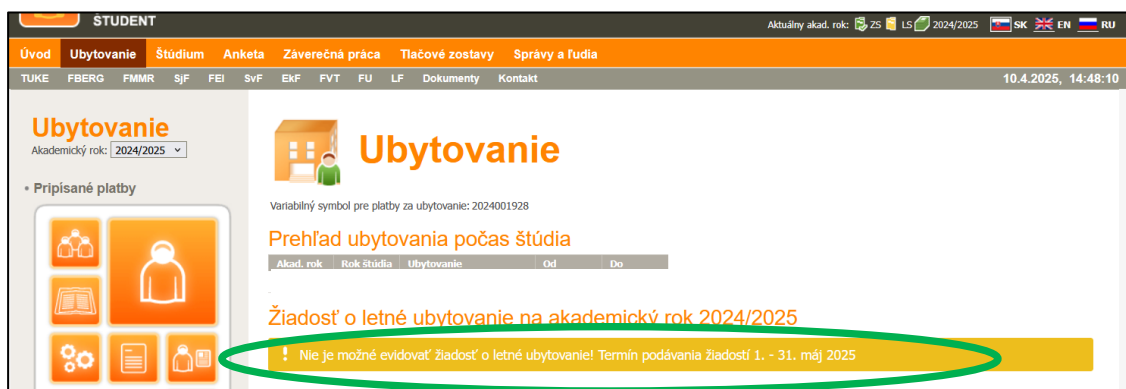 ŠTUDENT
Aktuálny akad. rok: ZS LS 2024/2025 SK EN RU
Úvod Ubytovanie Štúdium Anketa Záverečná práca Tlačové zostavy Správy a ľudia
TUKE FBERG FMMR SjF FEI SvF EkF FVT FU LF Dokumenty Kontakt 10.4.2025, 14:48:10
Ubytovanie
Akademický rok: 2024/2025
Pripísané platby
Ubytovanie
Variabilný symbol pre platby za ubytovanie: 2024001928
Prehľad ubytovania počas štúdia
Akad. rok Rok štúdia Ubytovanie Od Do
Žiadosť o letné ubytovanie na akademický rok 2024/2025
! Nie je možné evidovať žiadosť o letné ubytovanie! Termín podávania žiadostí 1. - 31. máj 2025